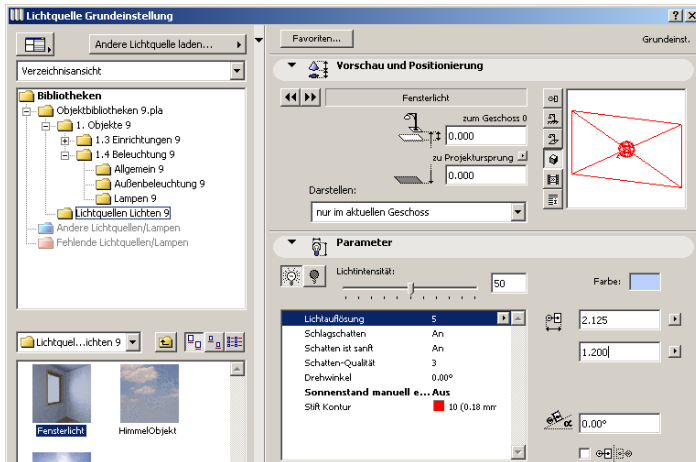 Lichtquelle Grundeinstellung
Andere Lichtquelle laden...
Verzeichnisansicht
Bibliotheken
Objektbibliotheken 9.pla
1. Objekte 9
1.3 Einrichtungen 9
1.4 Beleuchtung 9
Allgemein 9
Außenbeleuchtung 9
Lampen 9
Lichtquellen Lichten 9
Andere Lichtquellen/Lampen
Fehlende Lichtquellen/Lampen
Lichtquel...ichten 9
Fensterlicht
HimmelObjekt
Favoriten...
Grundeinst.
Vorschau und Positionierung
Fensterlicht
zum Geschoss 0
0.000
zu Projektursprung
0.000
Darstellen:
nur im aktuellen Geschoss
Parameter
Lichtintensität:
50
Farbe:
Lichtauflösung 5
Schlagschatten An
Schatten ist sanft An
Schatten-Qualität 3
Drehwinkel 0.00°
Sonnenstand manuell e... Aus
Stift Kontur 10 (0.18 mm
2.125
1.200
α 0.00°